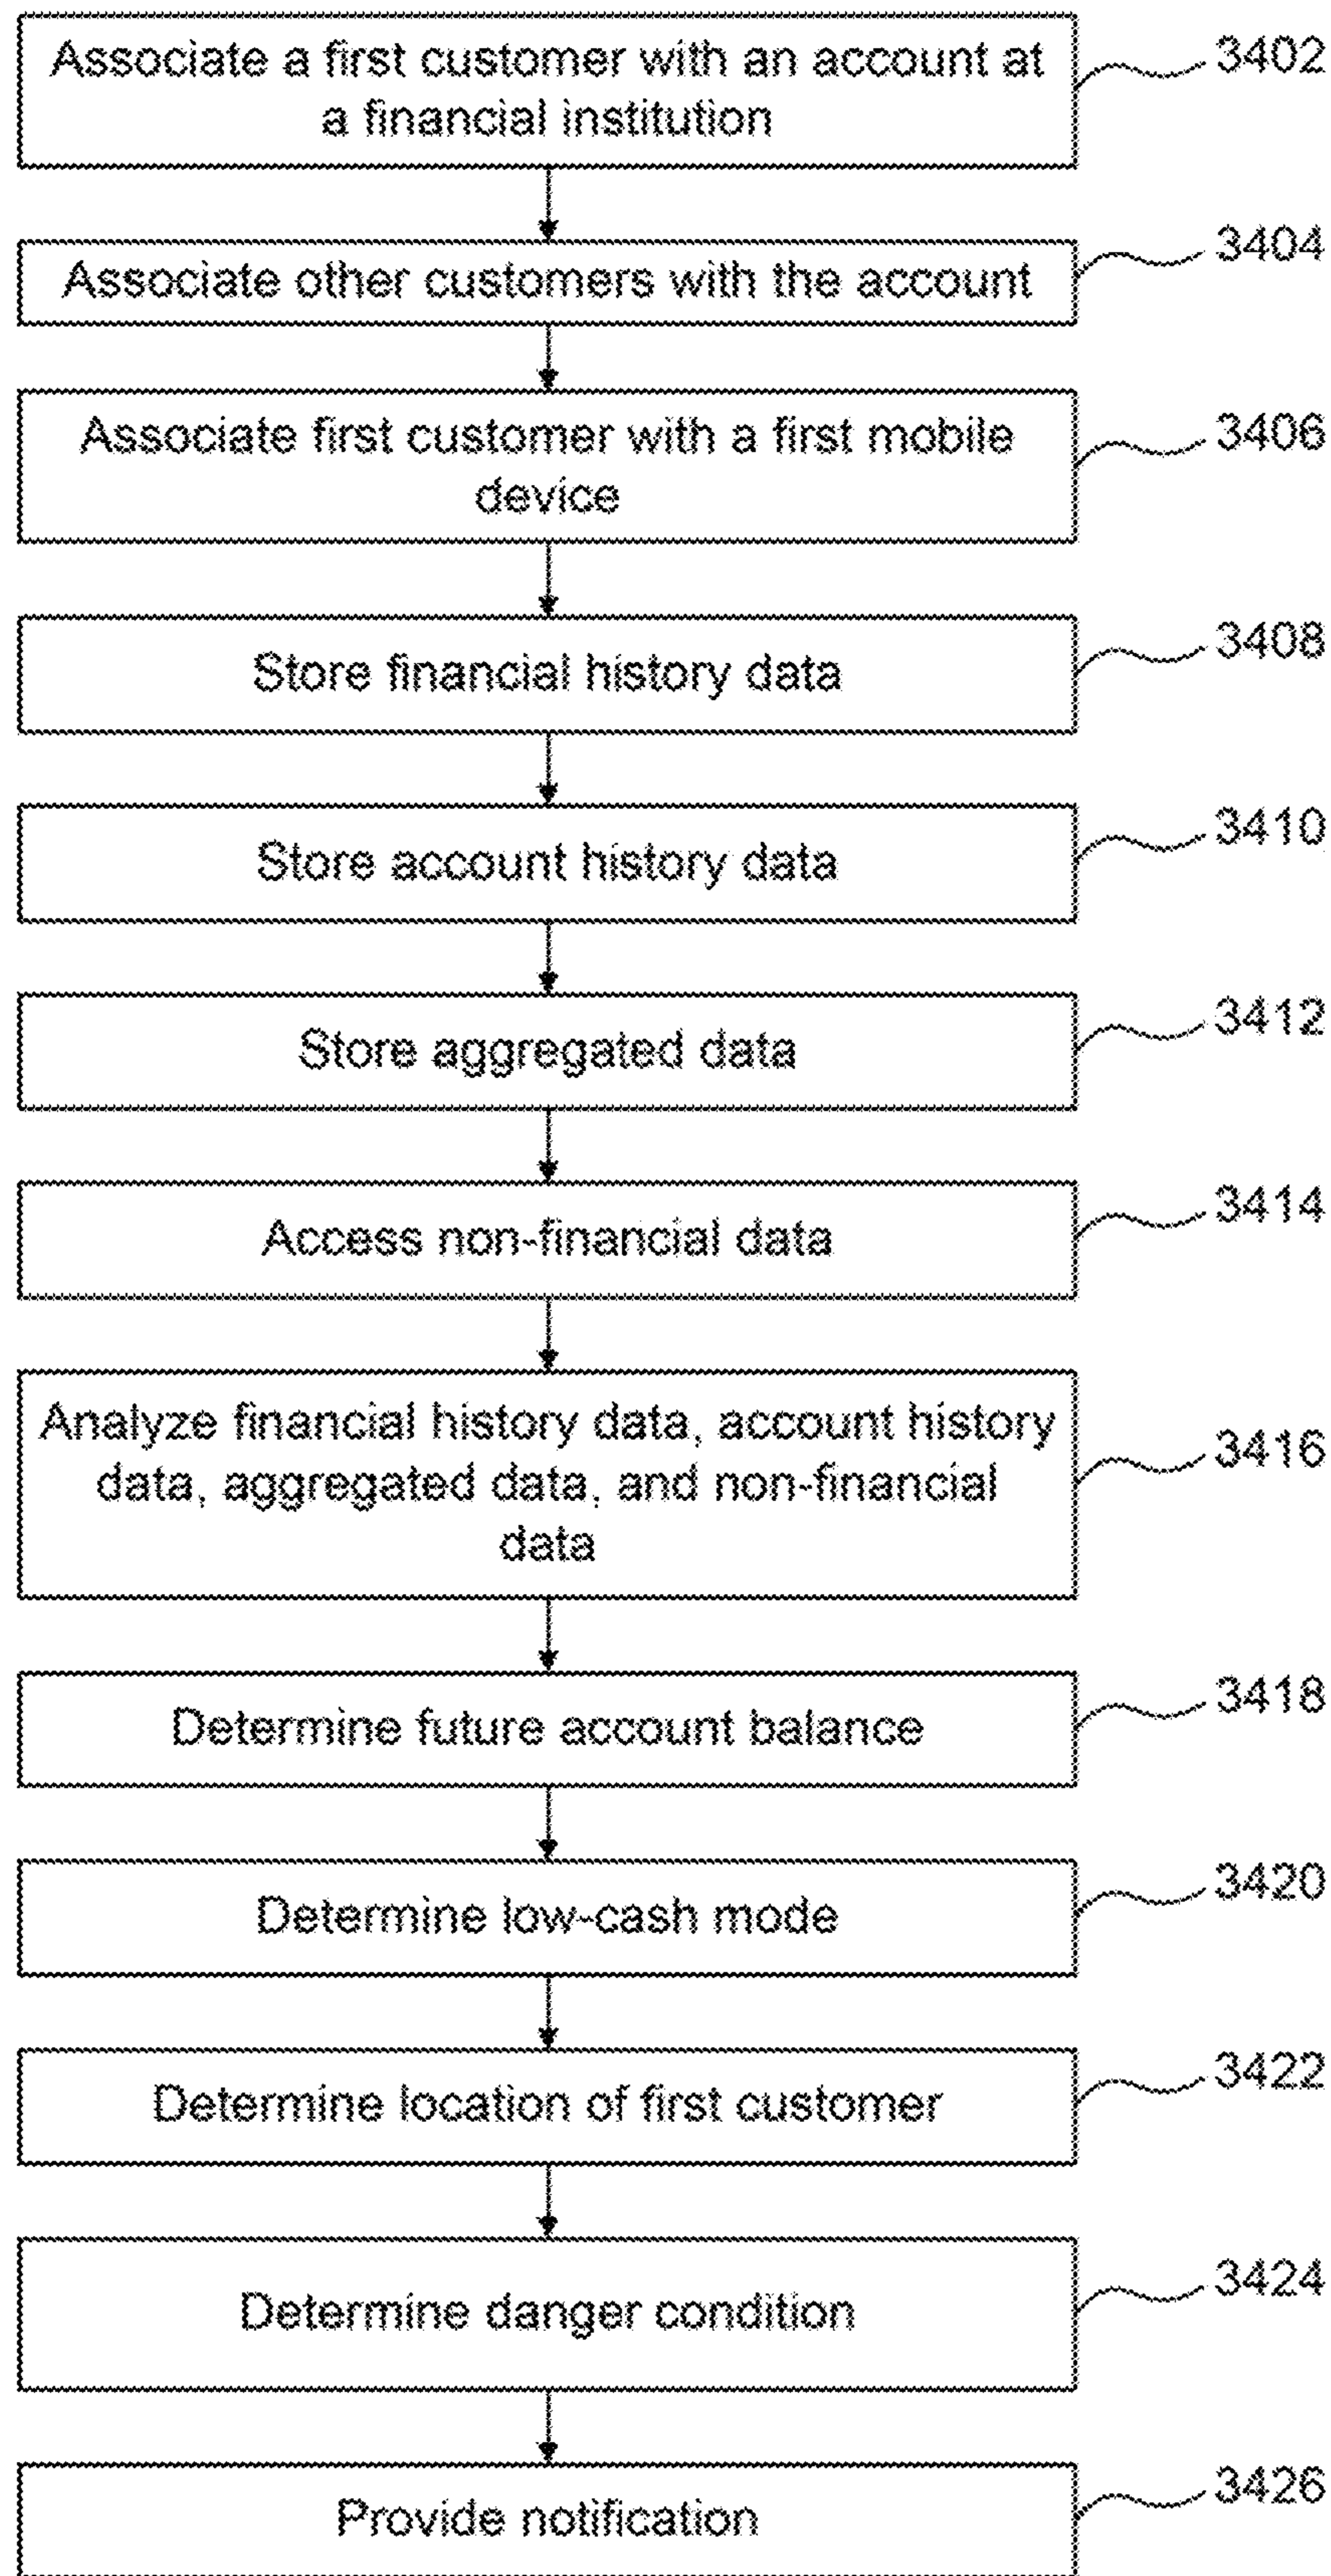 Associate a first customer with an account at
a financial institution
3402
Associate other customers with the account
3404
Associate first customer with a first mobile
device
3406
Store financial history data
3408
Store account history data
3410
Store aggregated data
3412
Access non-financial data
3414
Analyze financial history data, account history
data, aggregated data, and non-financial
data
3416
Determine future account balance
3418
Determine low-cash mode
3420
Determine location of first customer
3422
Determine danger condition
3424
Provide notification
3426